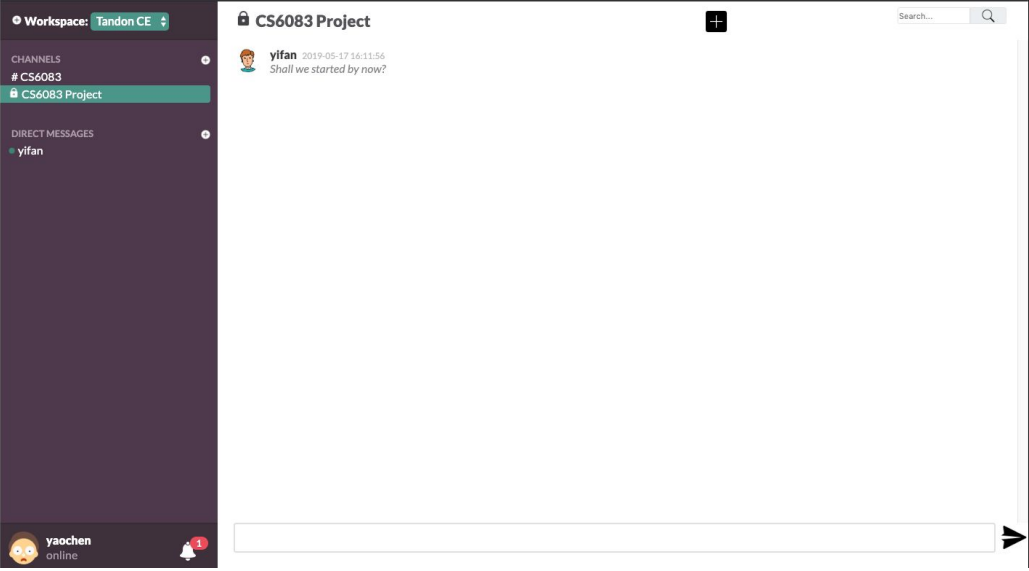 Workspace: Tandon CE
CHANNELS
# CS6083
CS6083 Project
DIRECT MESSAGES
yifan
yaochen
online
1
CS6083 Project
Search...
yifan 2019-05-17 16:11:56
Shall we started by now?